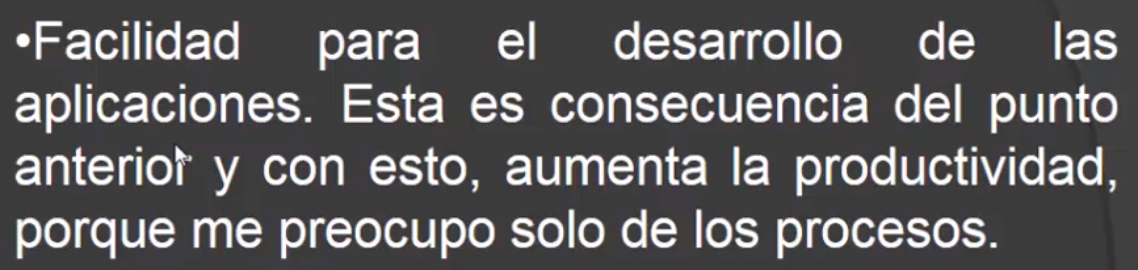 •Facilidad para el desarrollo de las
aplicaciones. Esta es consecuencia del punto
anterior y con esto, aumenta la productividad,
porque me preocupo solo de los procesos.